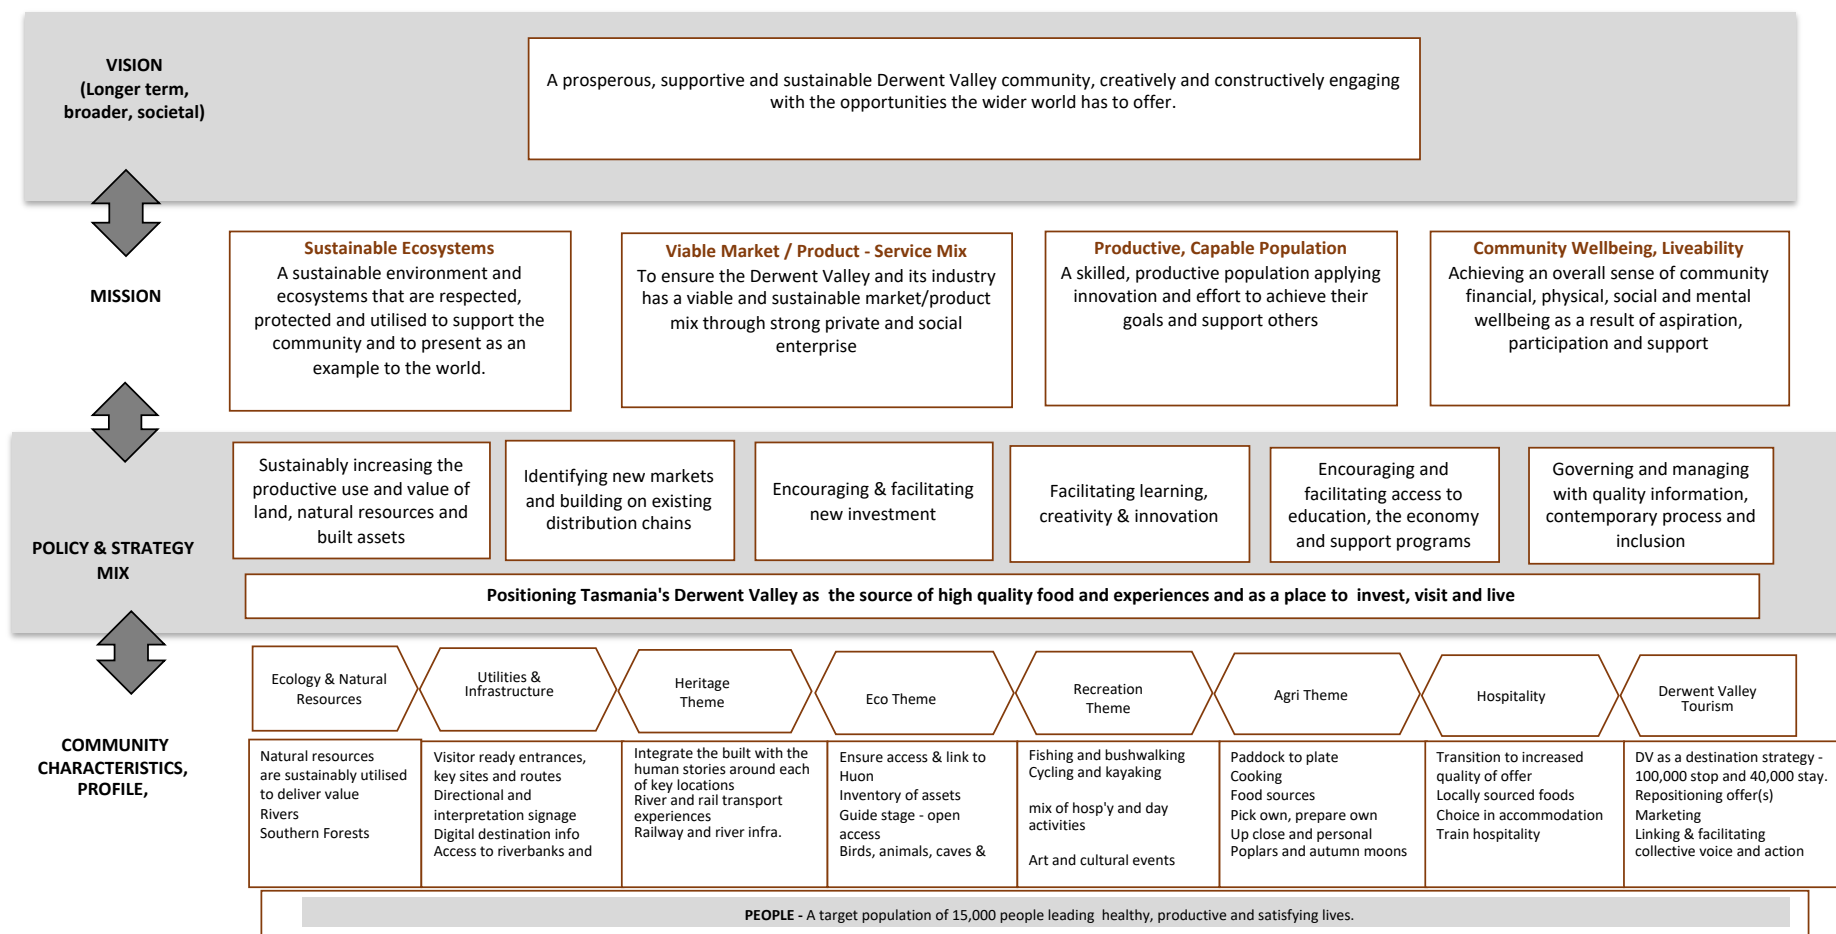 VISION
(Longer term,
broader, societal)
A prosperous, supportive and sustainable Derwent Valley community, creatively and constructively engaging
with the opportunities the wider world has to offer.
MISSION
Sustainable Ecosystems
A sustainable environment and
ecosystems that are respected,
protected and utilised to support the
community and to present as an
example to the world.
Viable Market / Product - Service Mix
To ensure the Derwent Valley and its industry
has a viable and sustainable market/product
mix through strong private and social
enterprise
Productive, Capable Population
A skilled, productive population applying
innovation and effort to achieve their
goals and support others
Community Wellbeing, Liveability
Achieving an overall sense of community
financial, physical, social and mental
wellbeing as a result of aspiration,
participation and support
POLICY & STRATEGY
MIX
Sustainably increasing the
productive use and value of
land, natural resources and
built assets
Identifying new markets
and building on existing
distribution chains
Encouraging & facilitating
new investment
Facilitating learning,
creativity & innovation
Encouraging and
facilitating access to
education, the economy
and support programs
Governing and managing
with quality information,
contemporary process and
inclusion
Positioning Tasmania's Derwent Valley as the source of high quality food and experiences and as a place to invest, visit and live
COMMUNITY
CHARACTERISTICS,
PROFILE,
Ecology & Natural
Resources
Utilities &
Infrastructure
Heritage
Theme
Eco Theme
Recreation
Theme
Agri Theme
Hospitality
Derwent Valley
Tourism
Natural resources
are sustainably utilised
to deliver value
Rivers
Southern Forests
Visitor ready entrances,
key sites and routes
Directional and
interpretation signage
Digital destination info
Access to riverbanks and
Integrate the built with the
human stories around each
of key locations
River and rail transport
experiences
Railway and river infra.
Ensure access & link to
Huon
Inventory of assets
Guide stage - open
access
Birds, animals, caves &
Fishing and bushwalking
Cycling and kayaking
mix of hosp'y and day
activities
Art and cultural events
Paddock to plate
Cooking
Food sources
Pick own, prepare own
Up close and personal
Poplars and autumn moons
Transition to increased
quality of offer
Locally sourced foods
Choice in accommodation
Train hospitality
DV as a destination strategy -
100,000 stop and 40,000 stay.
Repositioning offer(s)
Marketing
Linking & facilitating
collective voice and action
PEOPLE - A target population of 15,000 people leading healthy, productive and satisfying lives.